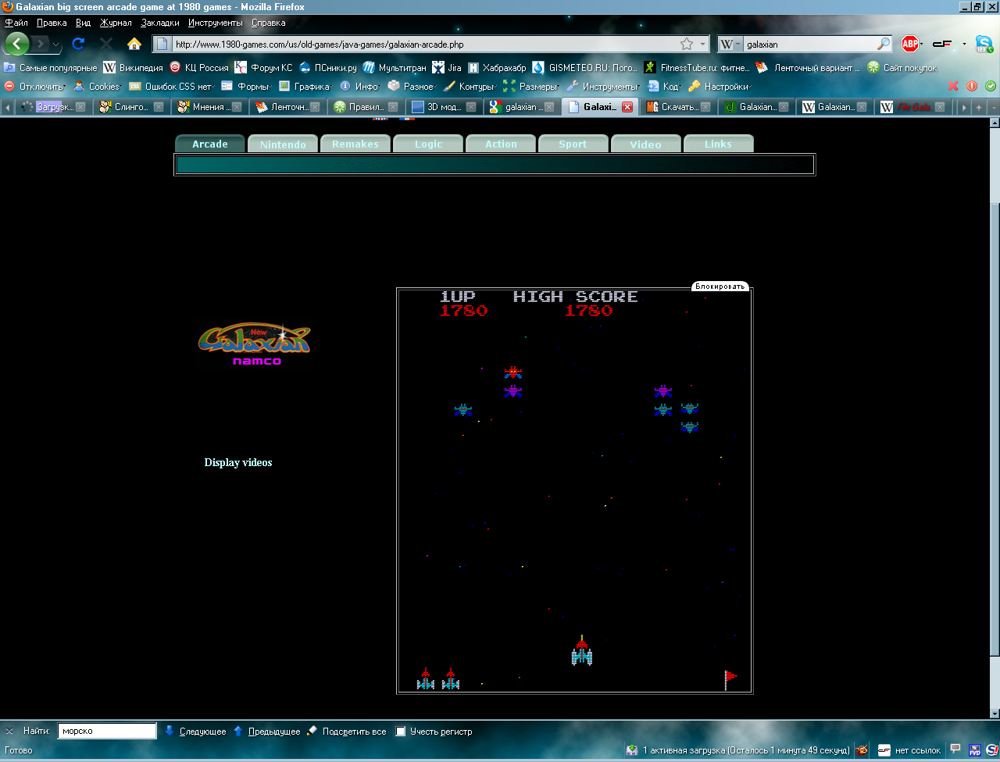 Galaxian big screen arcade game at 1980 games - Mozilla Firefox
Файл Правка Вид Журнал Закладки Инструменты Справка
http://www.1980-games.com/us/old-games/java-games/galaxian-arcade.php W galaxian ABP CF
Самые популярные W Википедия КЦ Россия Форум КС ПСники.ру Мультитран Jira H Хабрахабр GISMETEO.RU: Пого... FitnessTube.ru: фитне... Ленточный вариант ... Сайт покупок
Отключить Cookies Ошибок CSS нет Формы Графика Инфо Разное Контуры Размеры Инструменты Код Настройки
Загрузк... Слинго... Мнения ... Ленточн... Правил... 3D мод... galaxian ... Galaxi... Скачать... Galaxian... W Galaxian... W
Arcade Nintendo Remakes Logic Action Sport Video Links
Блокировать
1UP HIGH SCORE
1780 1780
New
Galaxian
namco
Display videos
Найти: морско Следующее Предыдущее Подсветить все Учесть регистр
Готово 1 активная загрузка (Осталось 1 минута 49 секунд) CF нет ссылок FVD